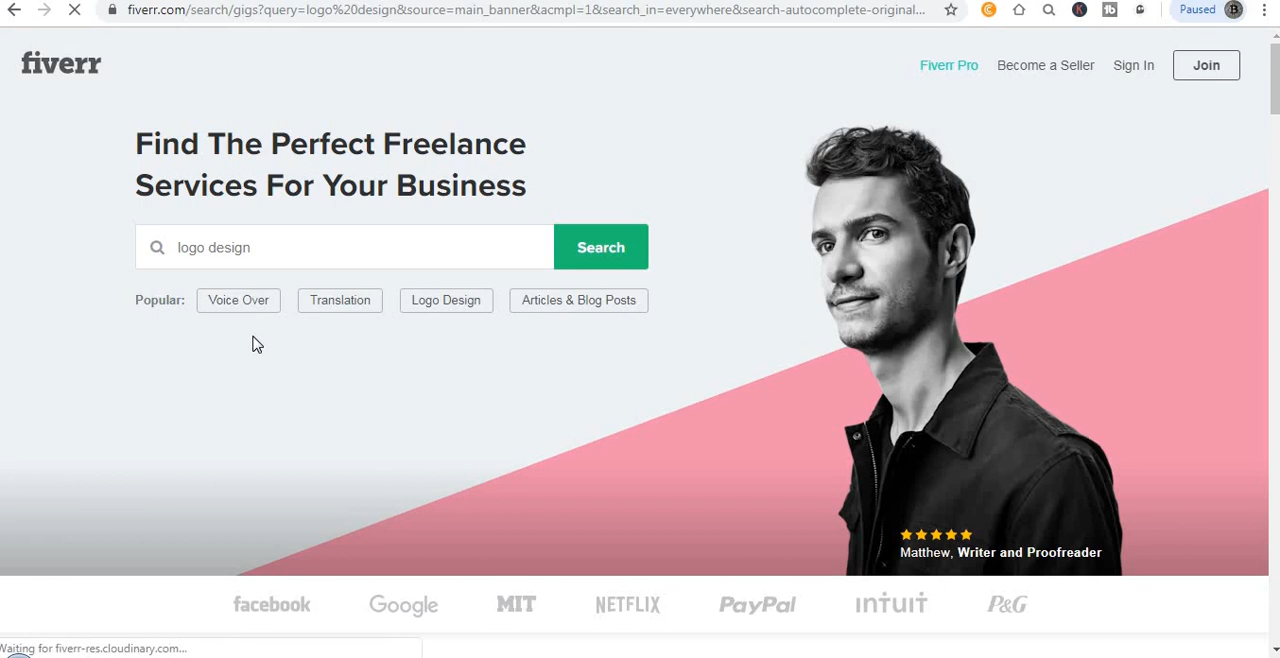 fiverr.com/search/gigs?query=logo%20design&source=main_banner&acmpl=1&search_in=everywhere&search-autocomplete-original...
Paused
fiverr
Fiverr Pro
Become a Seller
Sign In
Join
Find The Perfect Freelance
Services For Your Business
logo design
Search
Popular:
Voice Over
Translation
Logo Design
Articles & Blog Posts
Matthew, Writer and Proofreader
facebook
Google
MIT
NETFLIX
PayPal
intuit
P&G
Waiting for fiverr-res.cloudinary.com...